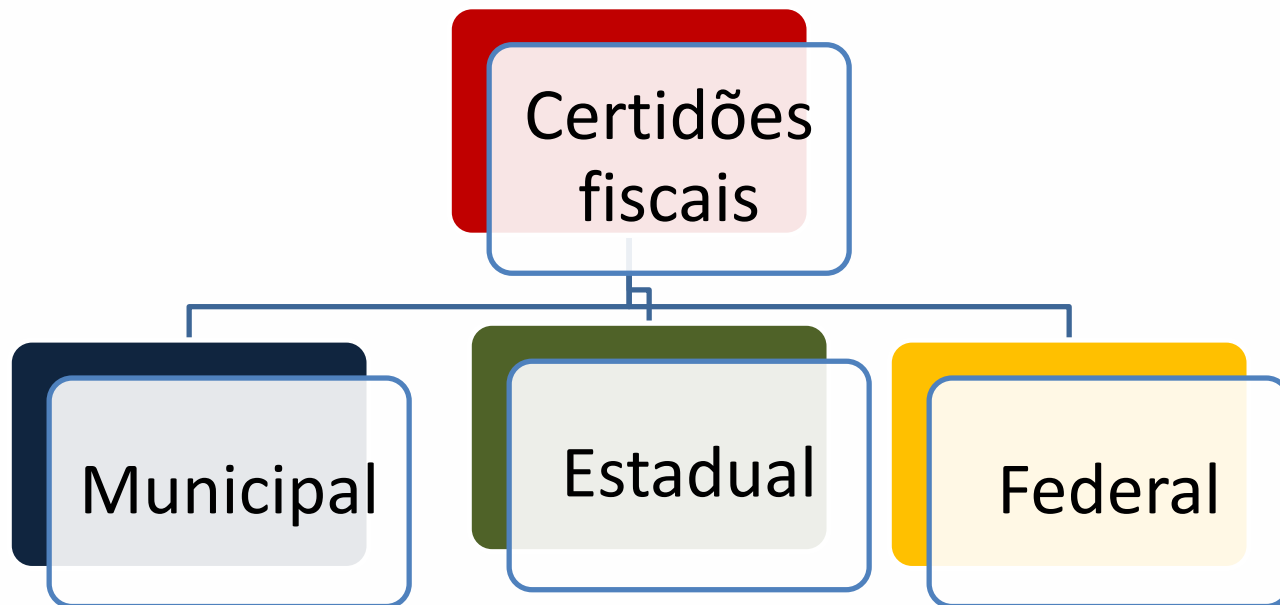 Certidões
fiscais
Municipal
Estadual
Federal